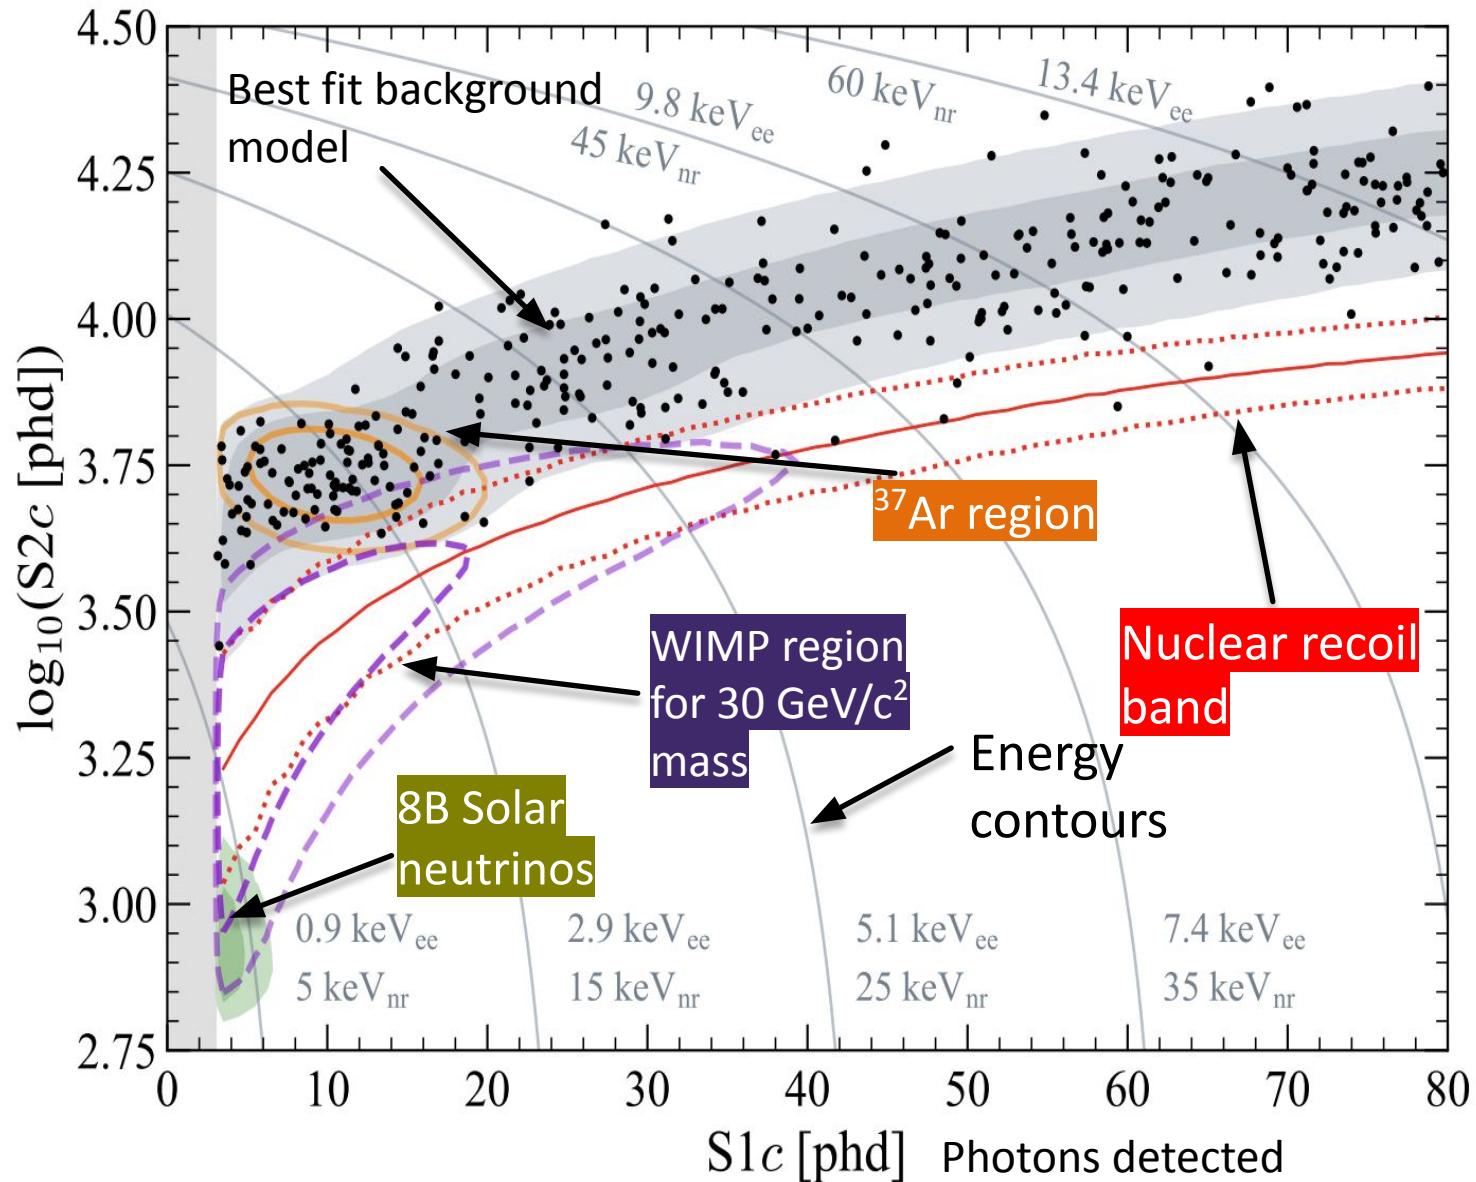 4.50
4.25
4.00
3.75
3.50
3.25
3.00
2.75
log₁₀(S2c [phd])
Best fit background
model
9.8 keVₑₑ
45 keVₙᵣ
60 keVₙᵣ
13.4 keVₑₑ
³⁷Ar region
WIMP region
for 30 GeV/c²
mass
Nuclear recoil
band
Energy
contours
8B Solar
neutrinos
0.9 keVₑₑ
5 keVₙᵣ
2.9 keVₑₑ
15 keVₙᵣ
5.1 keVₑₑ
25 keVₙᵣ
7.4 keVₑₑ
35 keVₙᵣ
0 10 20 30 40 50 60 70 80
S1c [phd] Photons detected